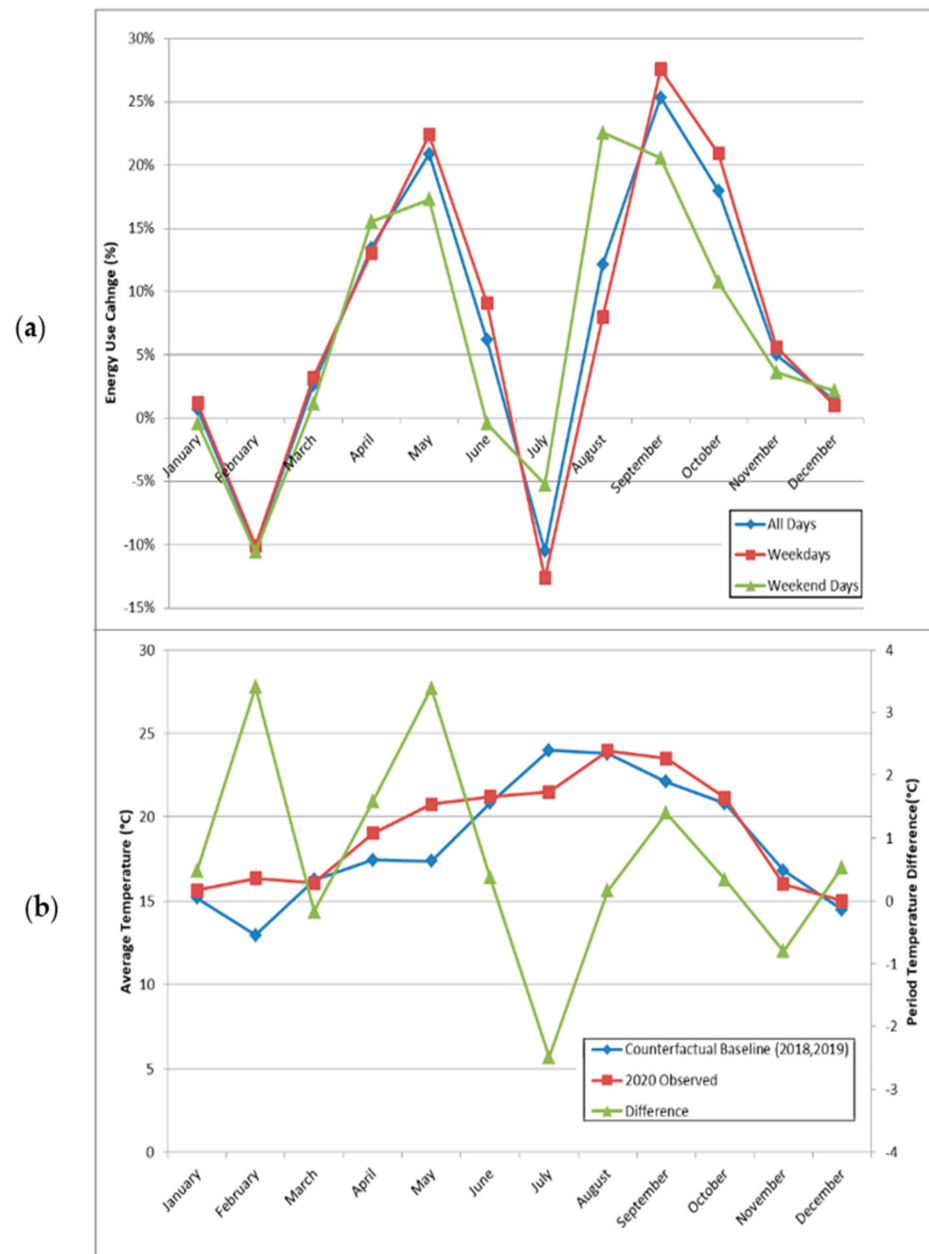 (a)
Energy Use Cahnge (%)
30%
25%
20%
15%
10%
5%
0%
-5%
-10%
-15%
January
February
March
April
May
June
July
August
September
October
November
December
All Days
Weekdays
Weekend Days
(b)
Average Temperature (°C)
30
25
20
15
10
5
0
Period Temperature Difference(°C)
4
3
2
1
0
-1
-2
-3
-4
Counterfactual Baseline (2018,2019)
2020 Observed
Difference
January
February
March
April
May
June
July
August
September
October
November
December